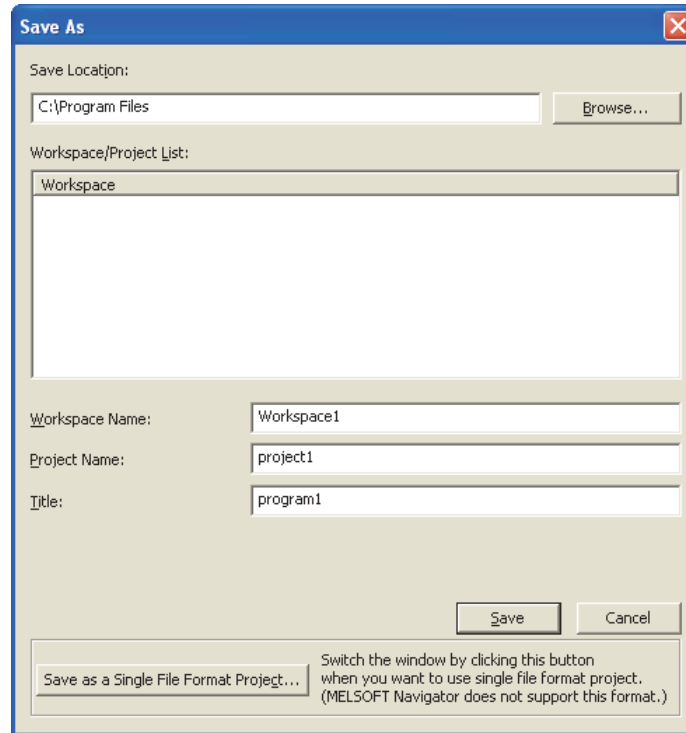 Save As
Save Location:
C:\Program Files
Browse...
Workspace/Project List:
Workspace
Workspace Name:
Workspace1
Project Name:
project1
Title:
program1
Save
Cancel
Save as a Single File Format Project...
Switch the window by clicking this button
when you want to use single file format project.
(MELSOFT Navigator does not support this format.)